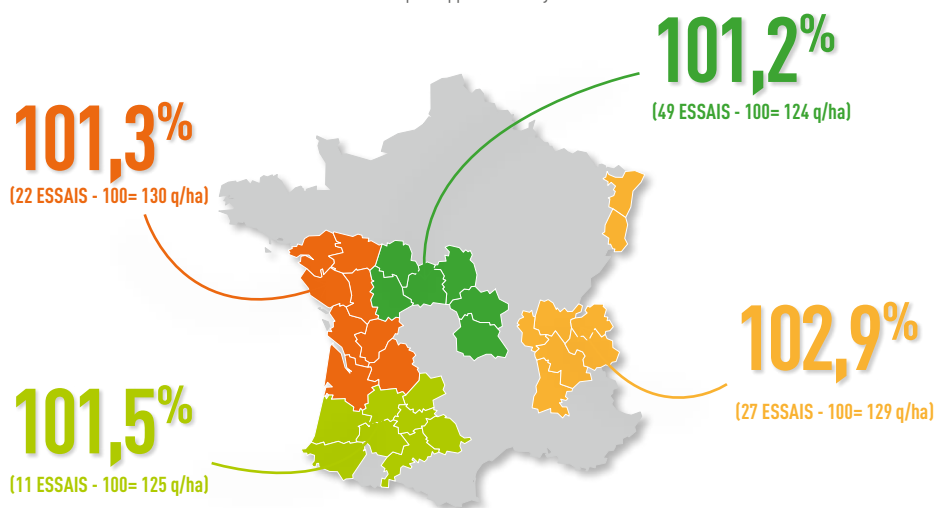 101,2%
(49 ESSAIS - 100= 124 q/ha)
101,3%
(22 ESSAIS - 100= 130 q/ha)
102,9%
(27 ESSAIS - 100= 129 q/ha)
101,5%
(11 ESSAIS - 100= 125 q/ha)